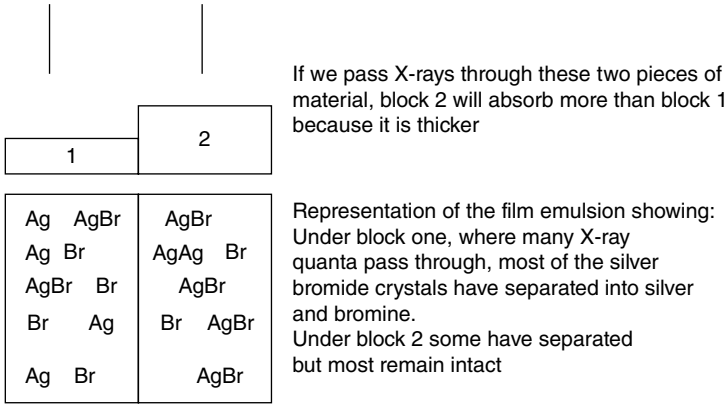 If we pass X-rays through these two pieces of
material, block 2 will absorb more than block 1
because it is thicker
1
2
Ag AgBr
Ag Br
AgBr Br
Br Ag
Ag Br
AgBr
AgAg Br
AgBr
Br AgBr
AgBr
Representation of the film emulsion showing:
Under block one, where many X-ray
quanta pass through, most of the silver
bromide crystals have separated into silver
and bromine.
Under block 2 some have separated
but most remain intact